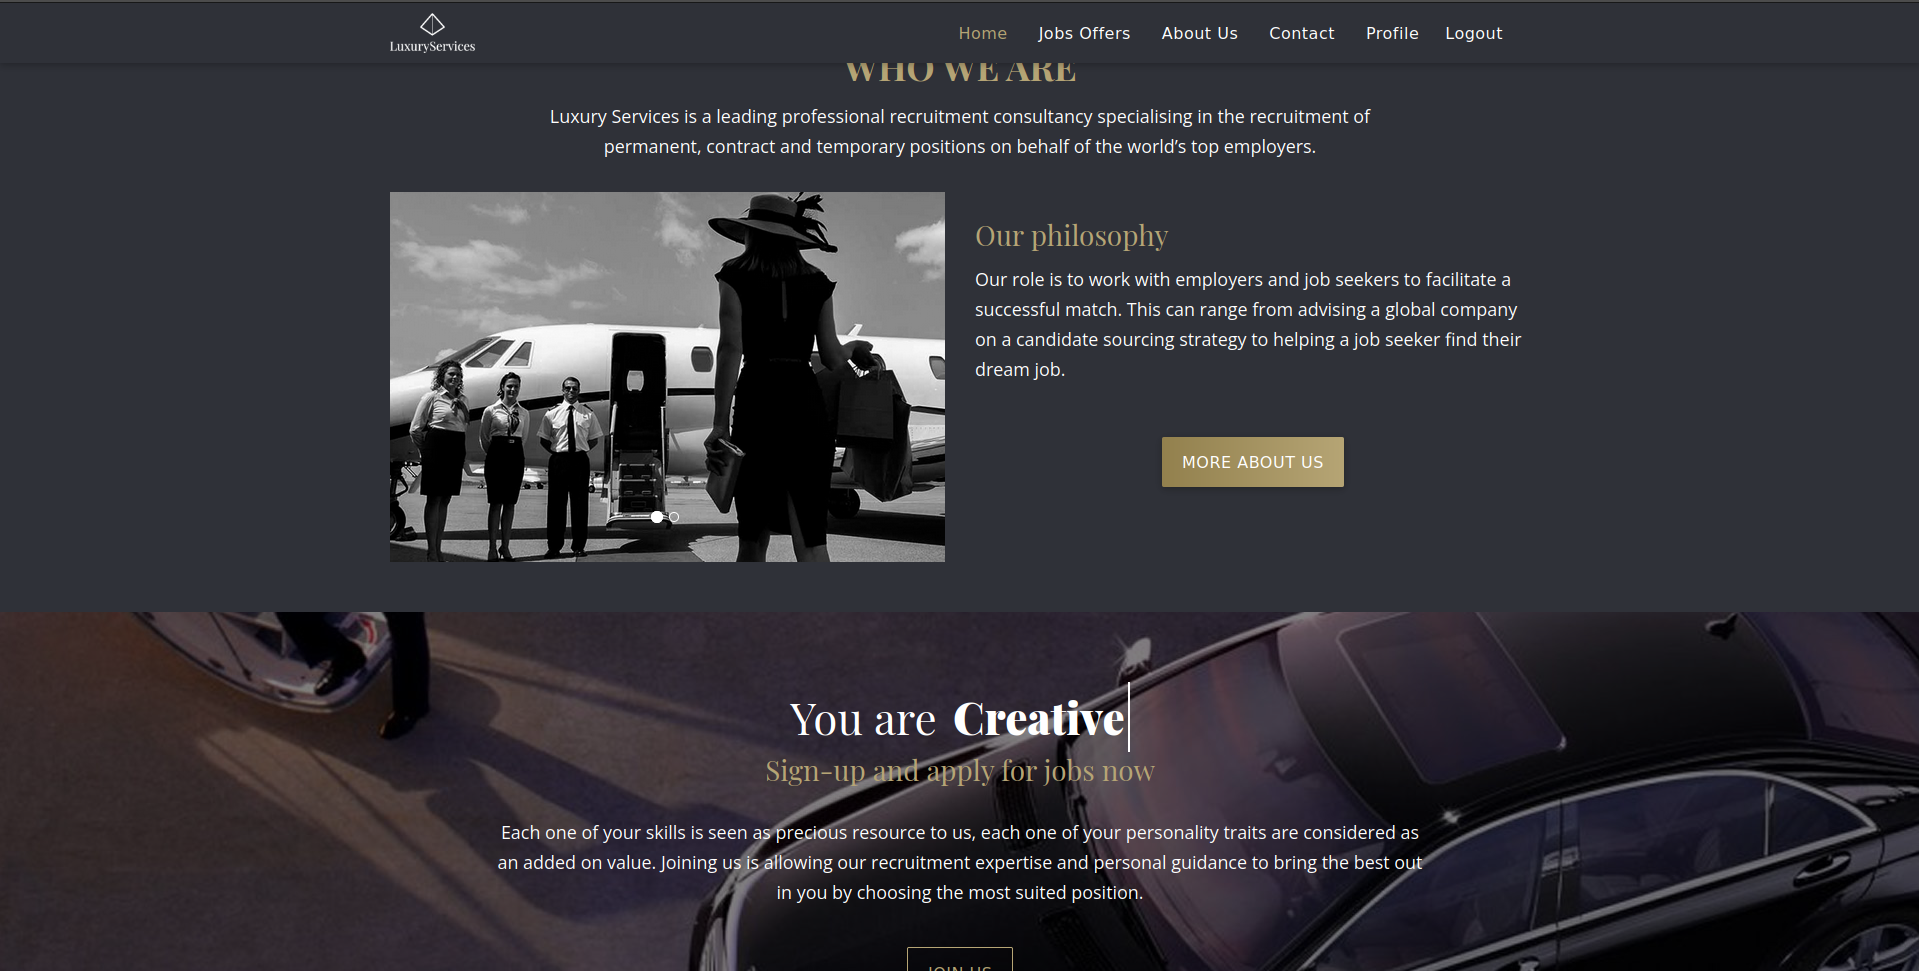 LuxuryServices
Home Jobs Offers About Us Contact Profile Logout
WHO WE ARE
Luxury Services is a leading professional recruitment consultancy specialising in the recruitment of
permanent, contract and temporary positions on behalf of the world’s top employers.
Our philosophy
Our role is to work with employers and job seekers to facilitate a
successful match. This can range from advising a global company
on a candidate sourcing strategy to helping a job seeker find their
dream job.
MORE ABOUT US
You are Creative
Sign-up and apply for jobs now
Each one of your skills is seen as precious resource to us, each one of your personality traits are considered as
an added on value. Joining us is allowing our recruitment expertise and personal guidance to bring the best out
in you by choosing the most suited position.
JOIN US